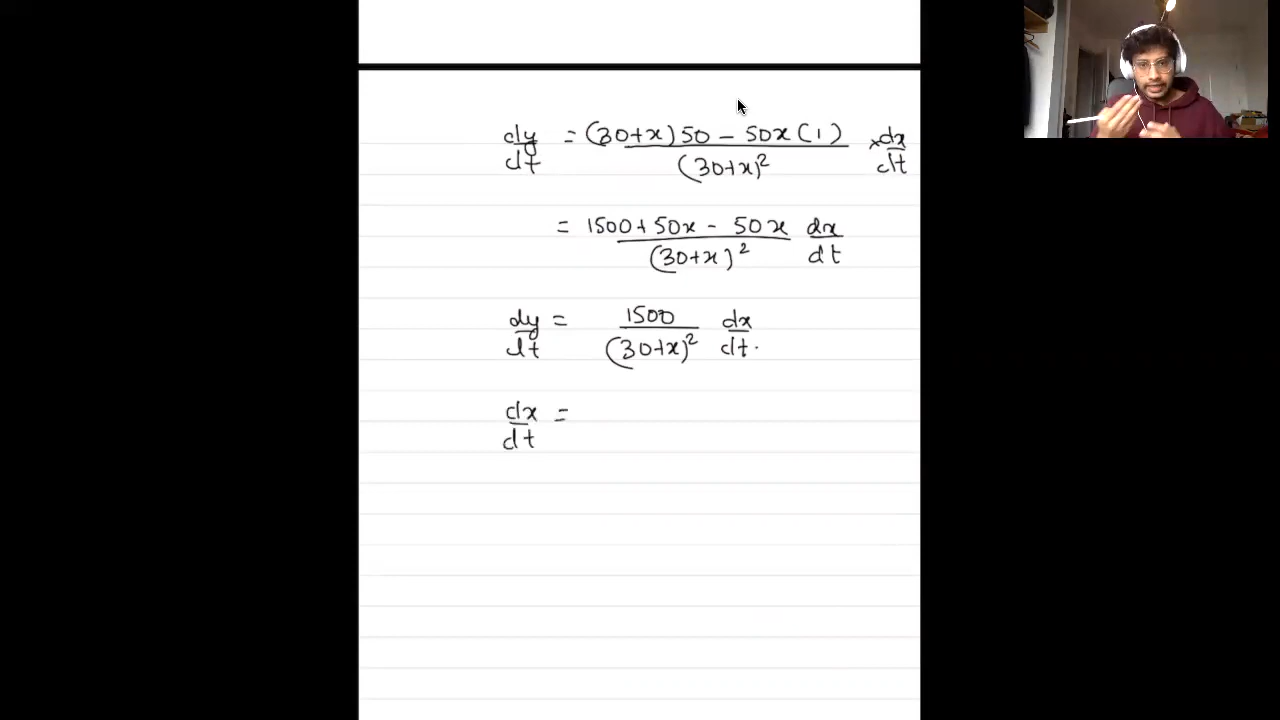 dy/dt = (30+x)50 - 50x(1)/(30+x)² × dx/dt
= 1500+50x - 50x/(30+x)² dx/dt
dy/dt = 1500/(30+x)² dx/dt.
dx/dt =